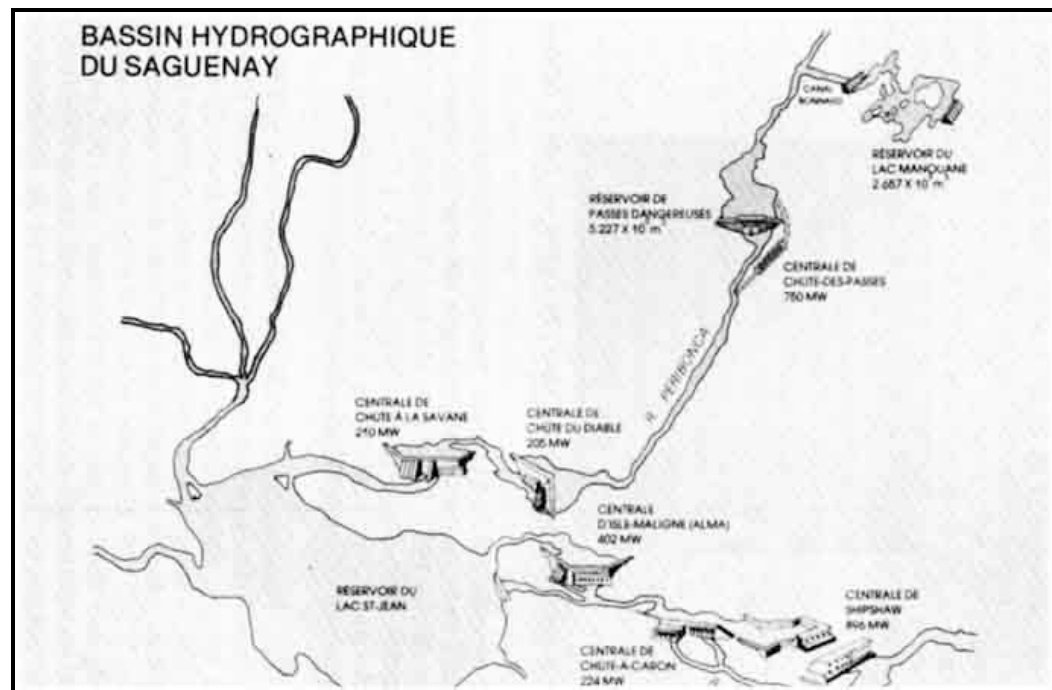 BASSIN HYDROGRAPHIQUE
DU SAGUENAY
CANAL
BONNARD
RÉSERVOIR DU
LAC MANOUANE
RÉSERVOIR DE
PASSES DANGEREUSES
CENTRALE DE
CHUTE-DES-PASSES
750 MW
R. PERIBONCA
CENTRALE DE
CHUTE À LA SAVANE
210 MW
CENTRALE DE
CHUTE DU DIABLE
205 MW
CENTRALE
D'ISLE-MALIGNE (ALMA)
402 MW
RÉSERVOIR DU
LAC ST-JEAN
CENTRALE DE
SHIPSHAW
896 MW
CENTRALE DE
CHUTE-A-CARON
224 MW